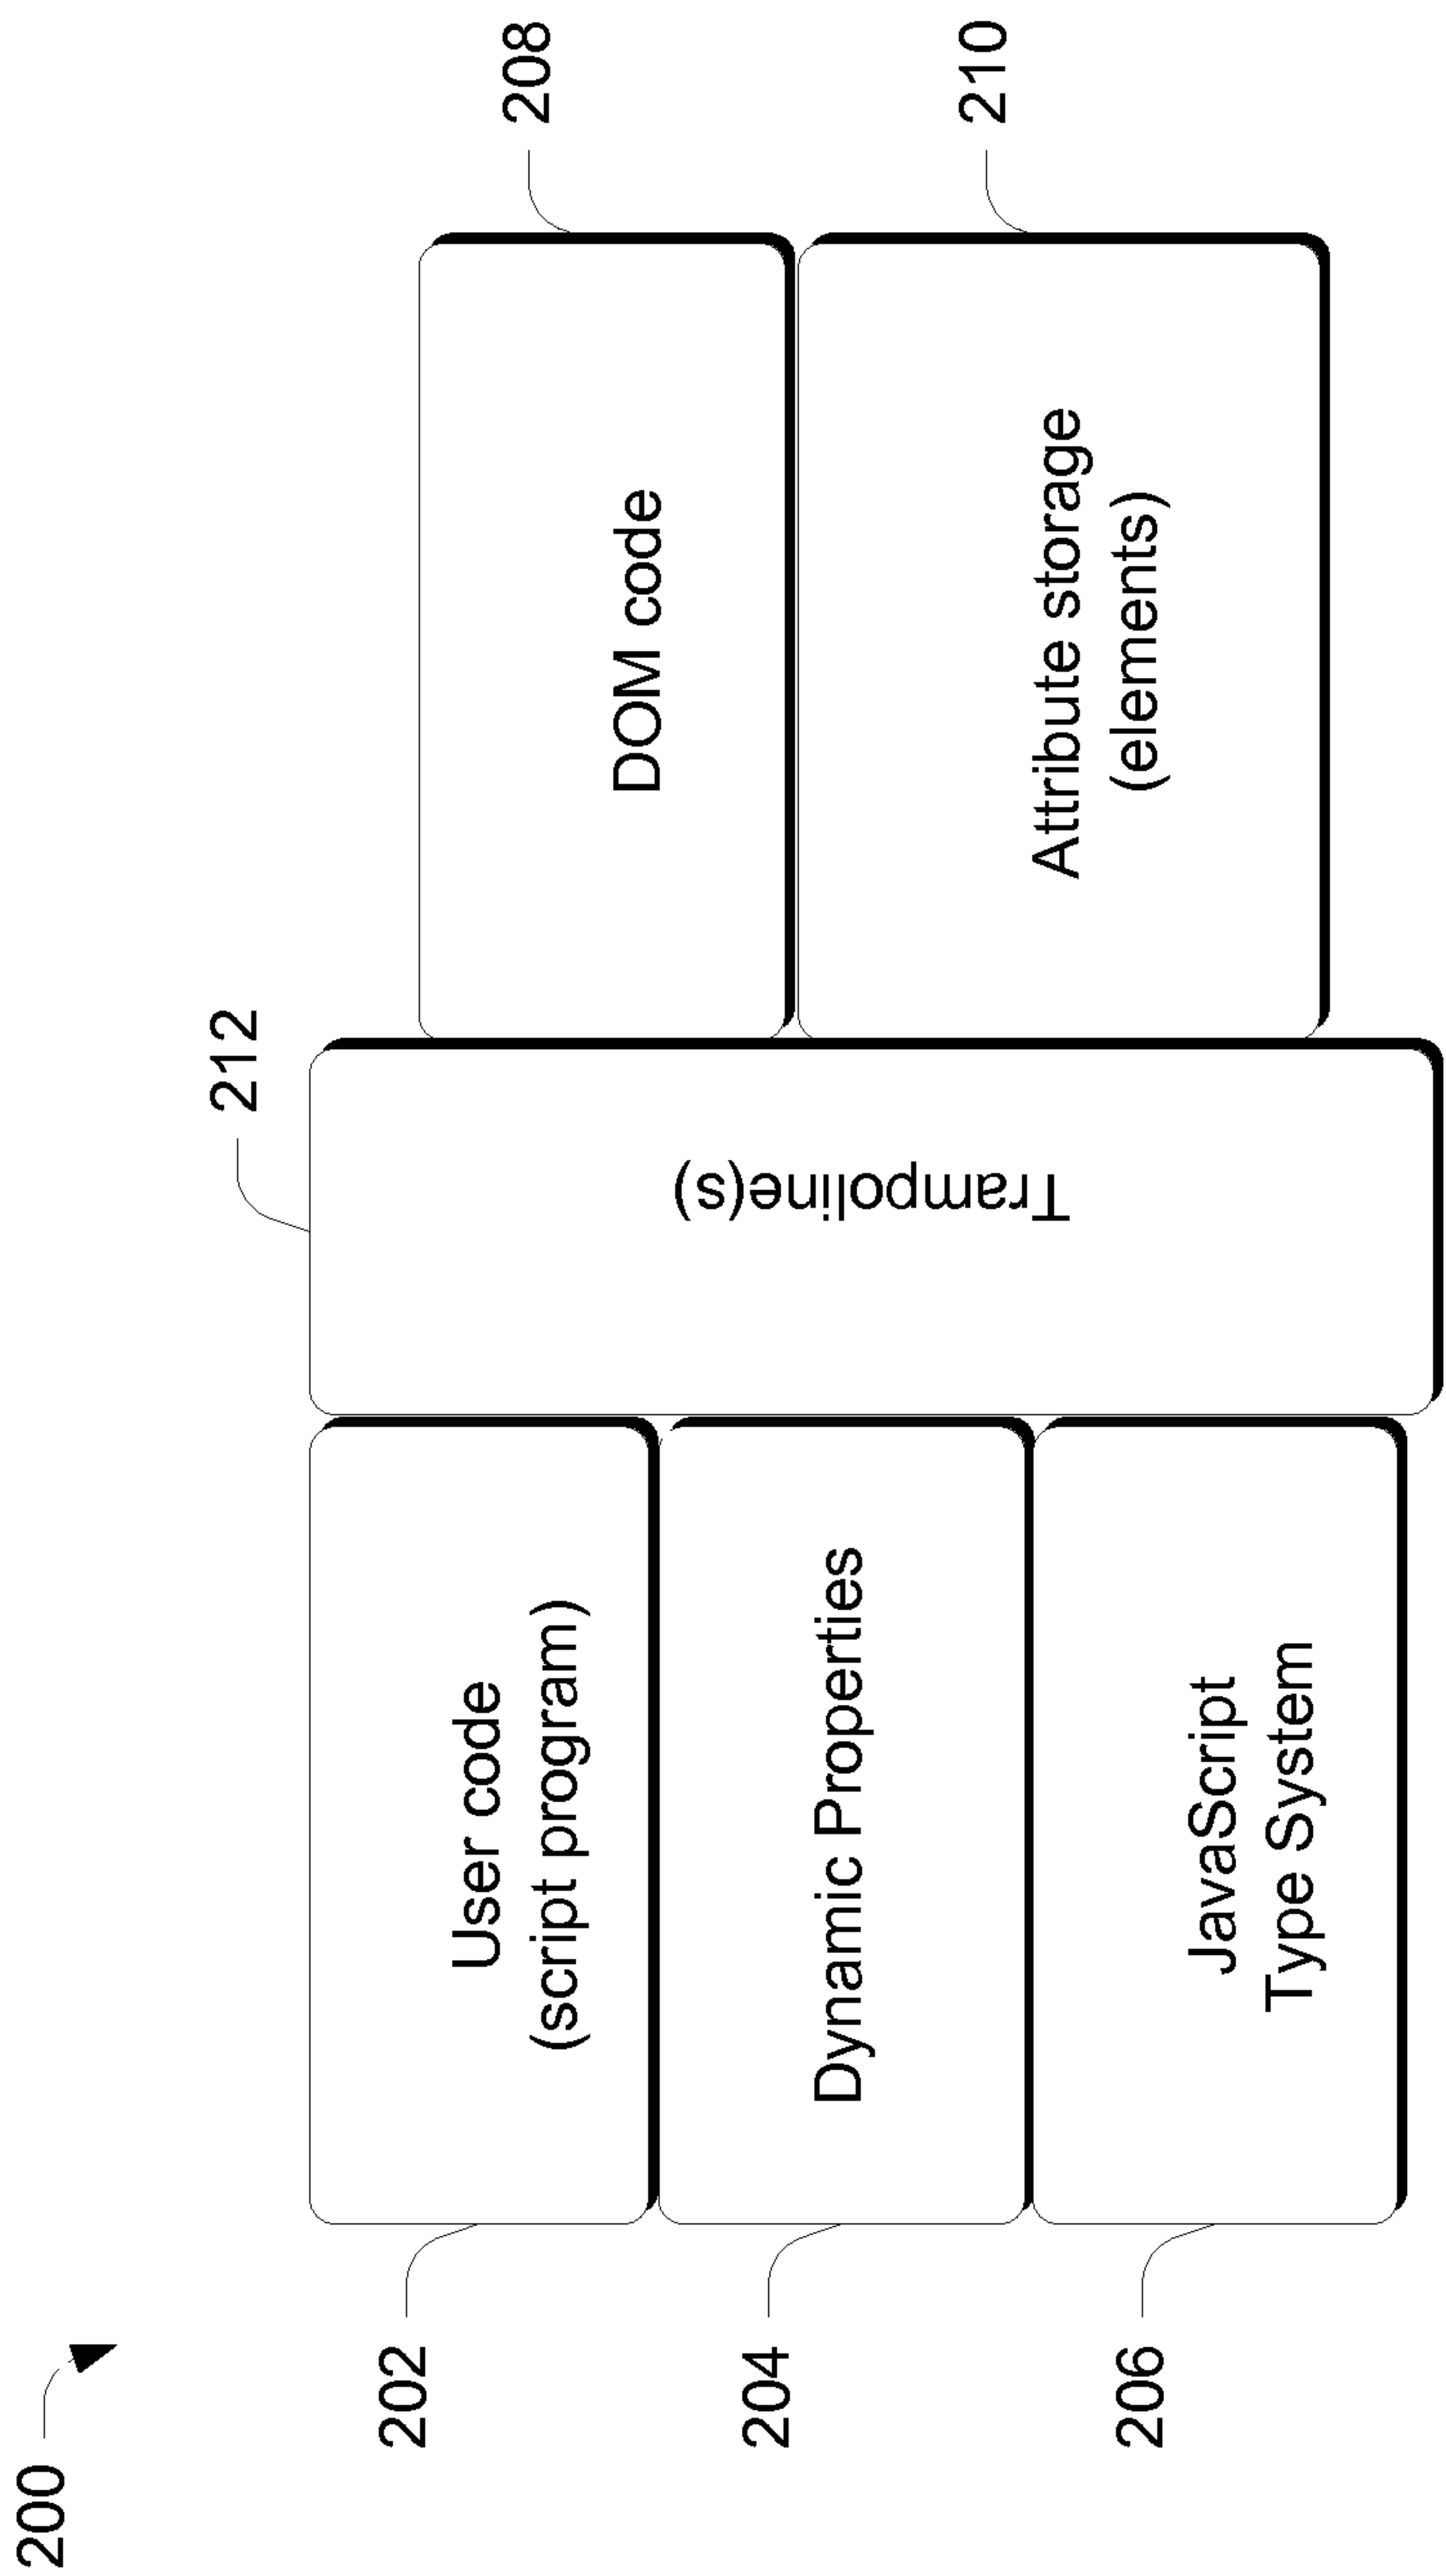 200
212
208
210
202
204
206
User code
(script program)
Dynamic Properties
JavaScript
Type System
Trampoline(s)
DOM code
Attribute storage
(elements)